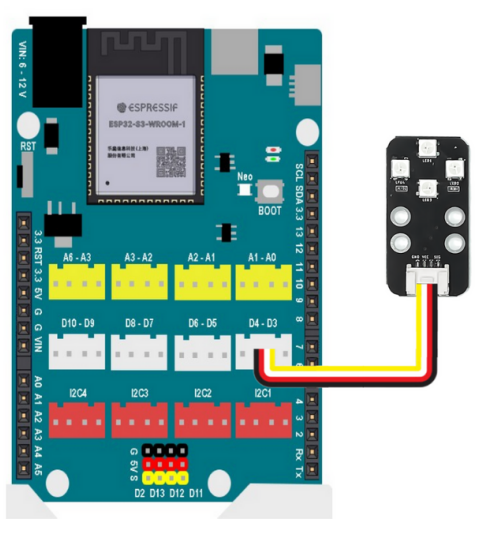 VIN: 6 - 12 V
ESPRESSIF
ESP32-S3-WROOM-1
乐鑫信息科技(上海)
股份有限公司
RST
Neo
BOOT
SCL SDA 3.3 13 12 11 10 9 8 7 6 4 3 2 Rx Tx
3.3 RST 3.3 5V G G VIN A0 A1 A2 A3 A4 A5
A6 - A3
A3 - A2
A2 - A1
A1 - A0
D10 - D9
D8 - D7
D6 - D5
D4 - D3
I2C4
I2C3
I2C2
I2C1
G 5V S
D2 D13 D12 D11
GND